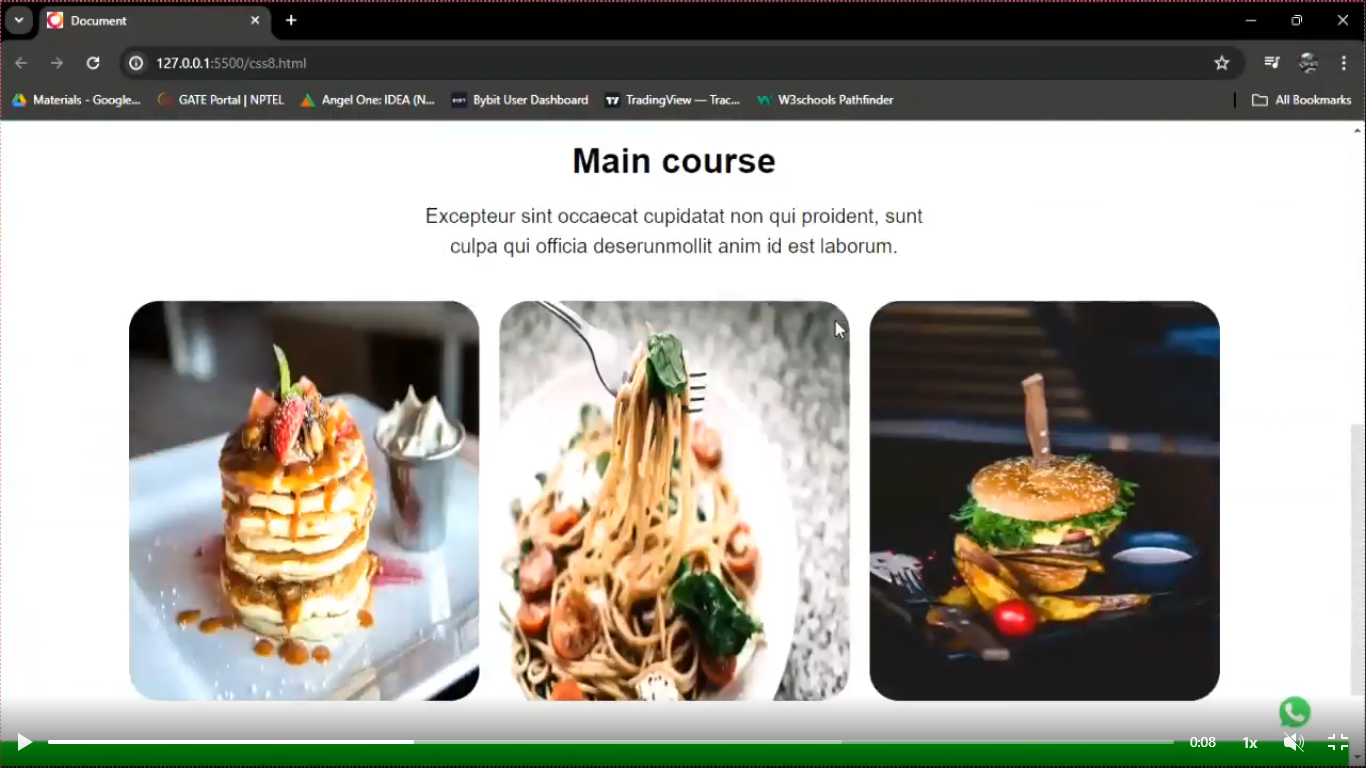 Document
127.0.0.1:5500/css8.html
Materials - Google...
GATE Portal | NPTEL
Angel One: IDEA (N...
Bybit User Dashboard
TradingView — Trac...
W3schools Pathfinder
All Bookmarks
Main course
Excepteur sint occaecat cupidatat non qui proident, sunt
culpa qui officia deserunmollit anim id est laborum.
0:08
1x